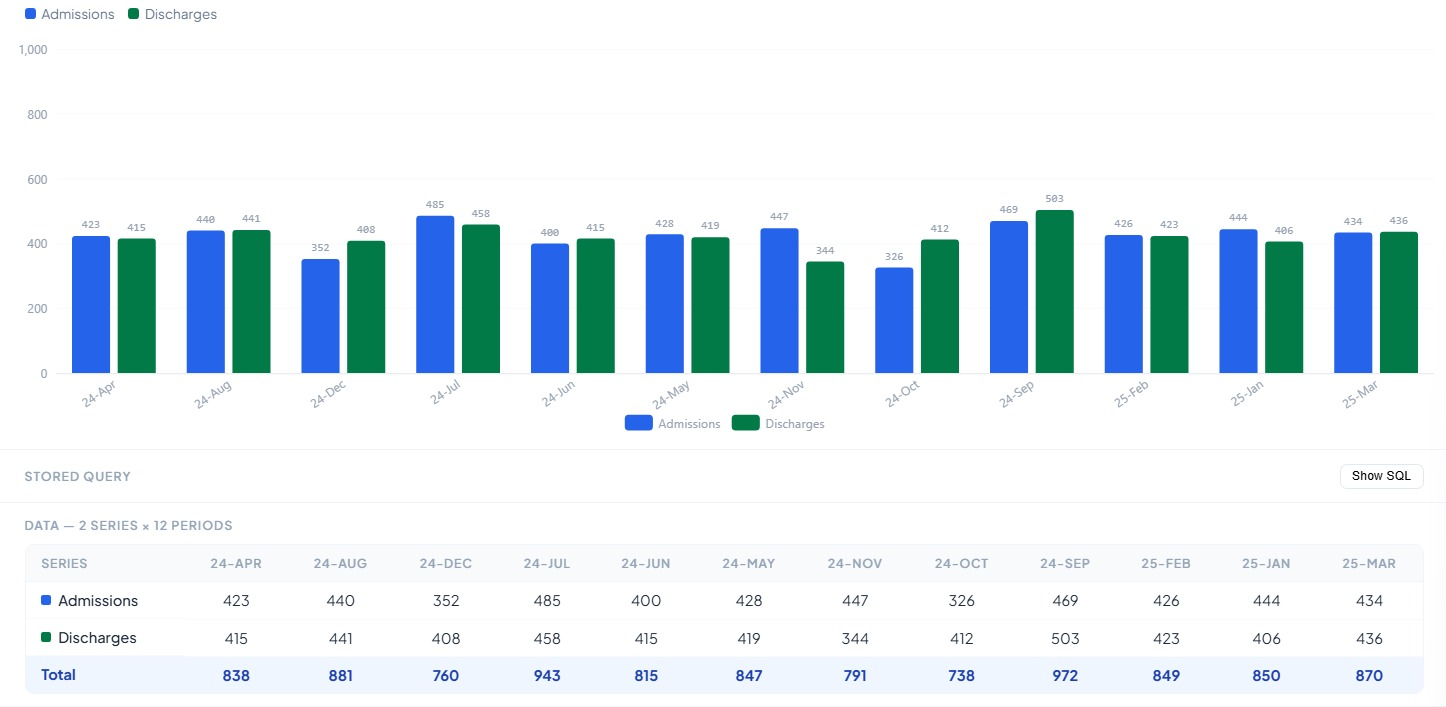 Admissions Discharges
1,000
800
600
400
200
0
423 415 440 441 352 408 485 458 400 415 428 419 447 344 326 412 469 503 426 423 444 406 434 436
24-Apr 24-Aug 24-Dec 24-Jul 24-Jun 24-May 24-Nov 24-Oct 24-Sep 25-Feb 25-Jan 25-Mar
Admissions Discharges
STORED QUERY Show SQL
DATA — 2 SERIES × 12 PERIODS
SERIES 24-APR 24-AUG 24-DEC 24-JUL 24-JUN 24-MAY 24-NOV 24-OCT 24-SEP 25-FEB 25-JAN 25-MAR
Admissions 423 440 352 485 400 428 447 326 469 426 444 434
Discharges 415 441 408 458 415 419 344 412 503 423 406 436
Total 838 881 760 943 815 847 791 738 972 849 850 870